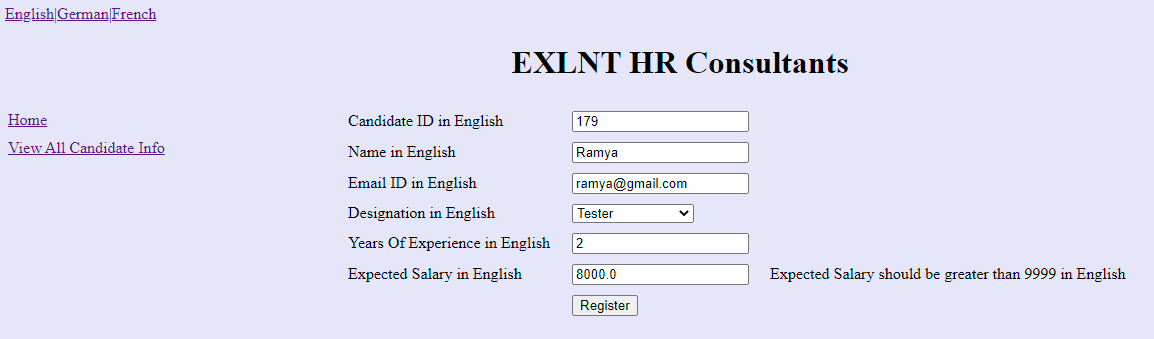 English|German|French
EXLNT HR Consultants
Home
View All Candidate Info
Candidate ID in English 179
Name in English Ramya
Email ID in English ramya@gmail.com
Designation in English Tester
Years Of Experience in English 2
Expected Salary in English 8000.0 Expected Salary should be greater than 9999 in English
Register